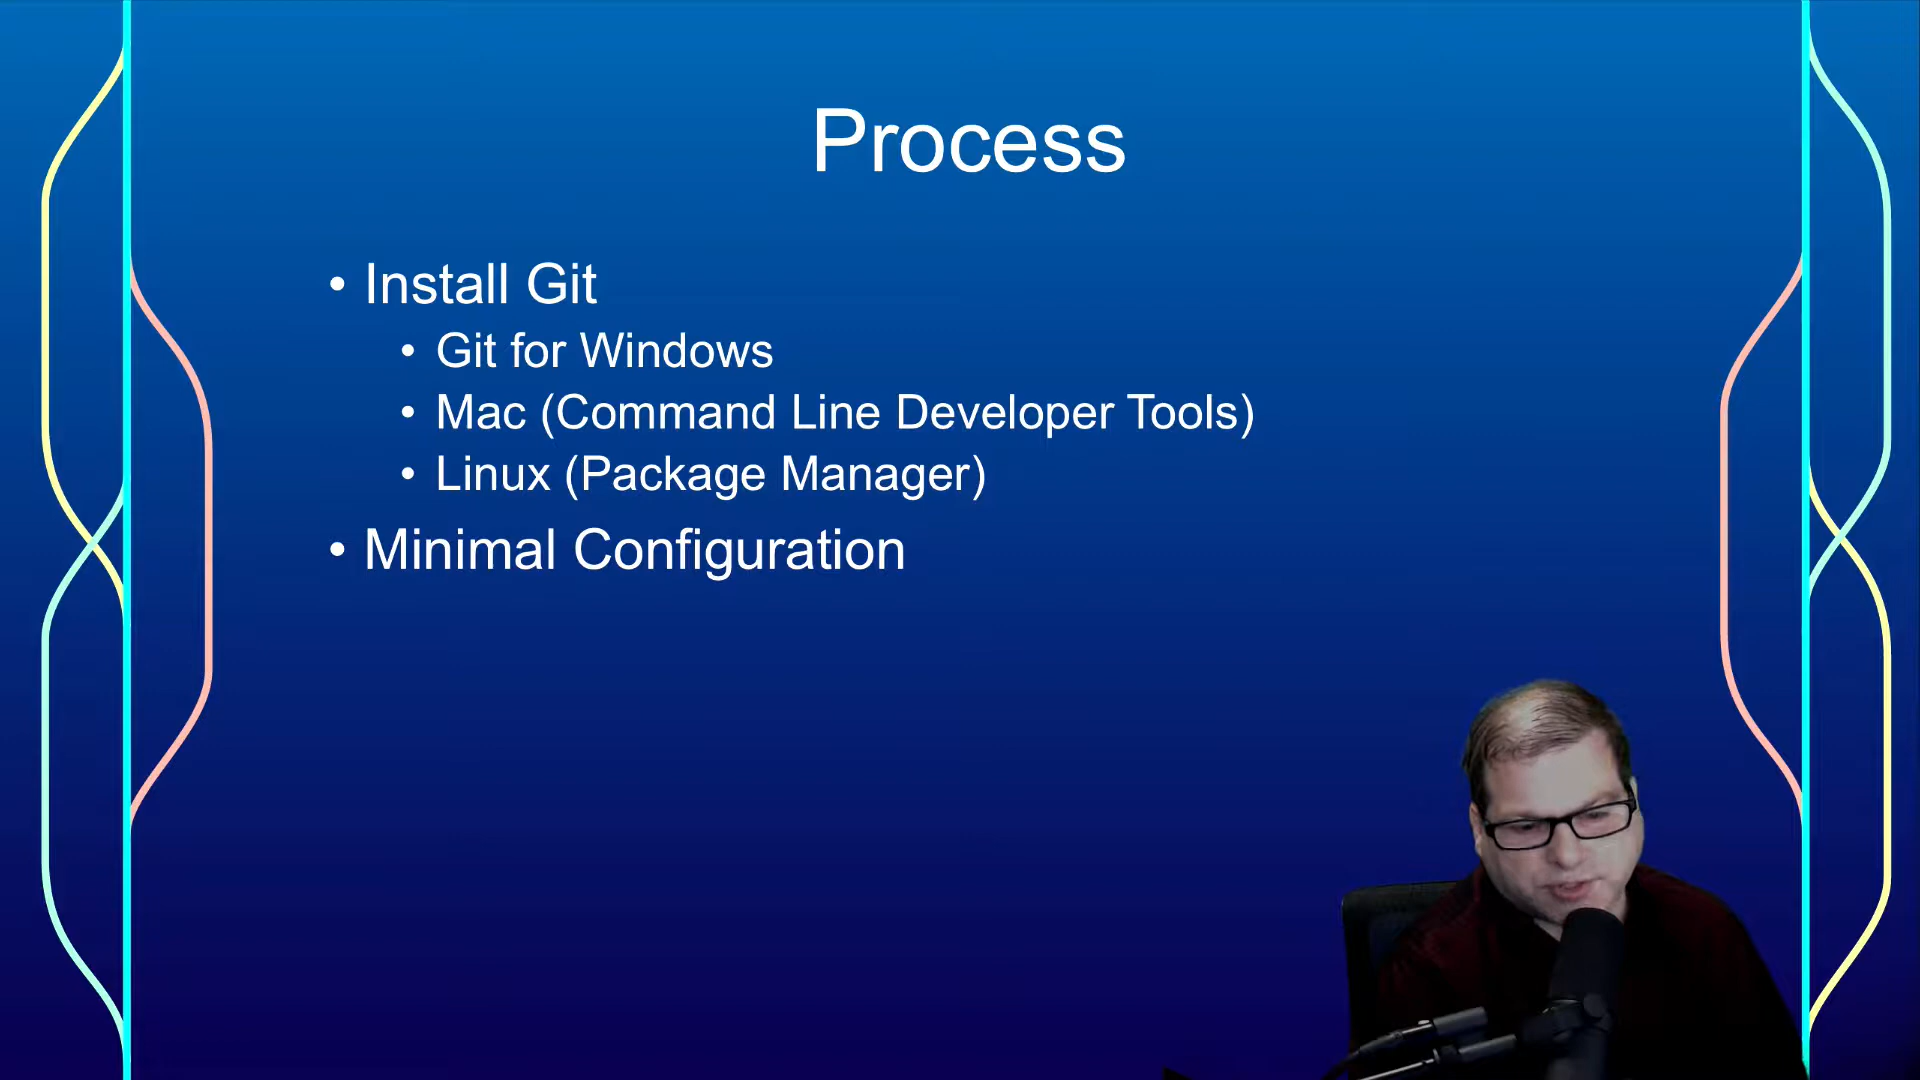 Process
• Install Git
• Git for Windows
• Mac (Command Line Developer Tools)
• Linux (Package Manager)
• Minimal Configuration